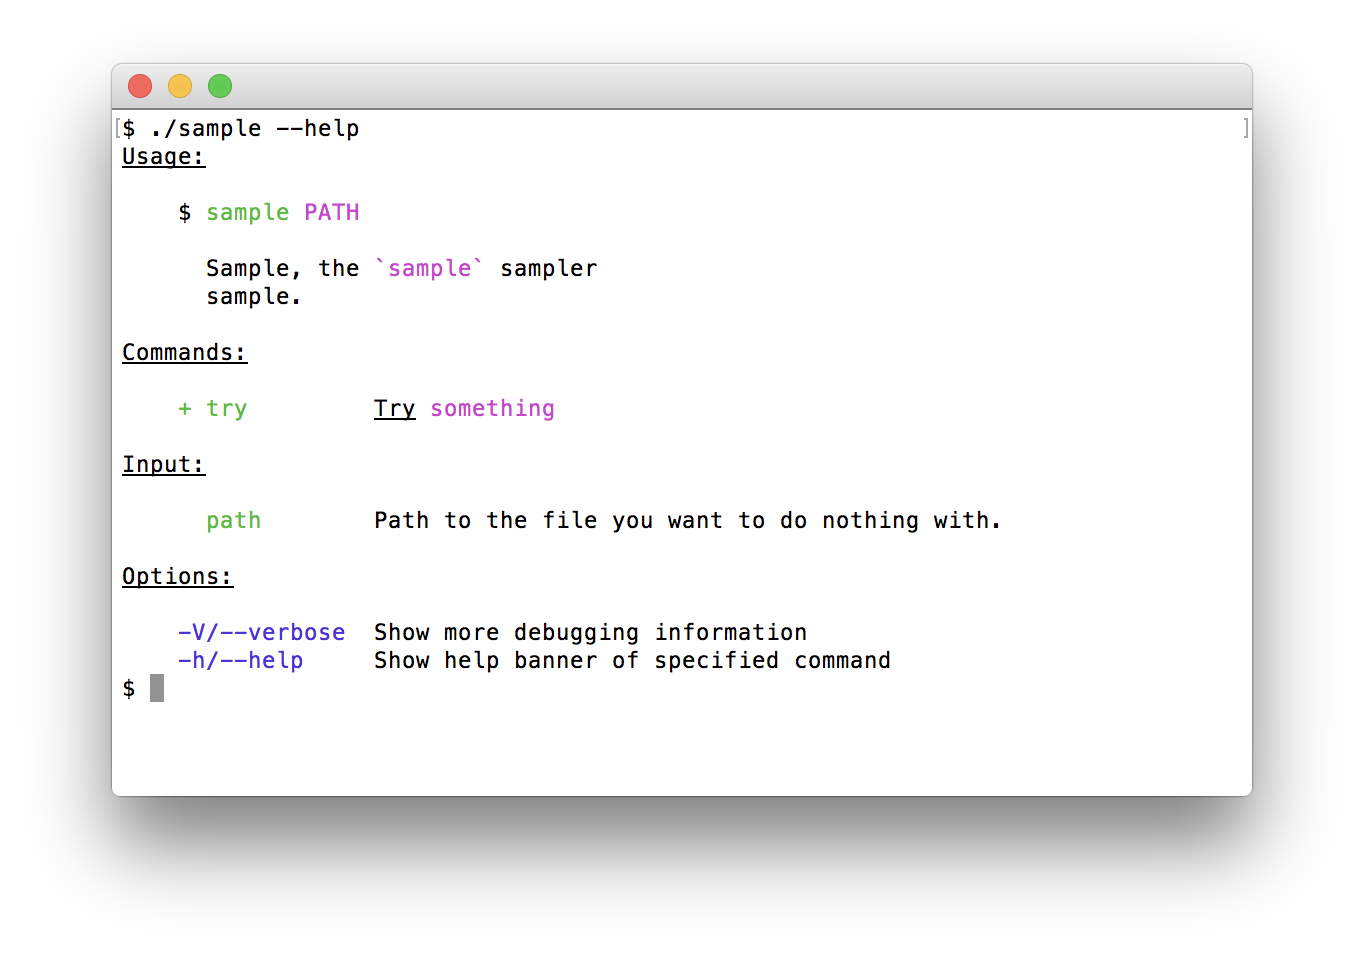 [$ ./sample --help ]
Usage:
$ sample PATH
Sample, the `sample` sampler
sample.
Commands:
+ try Try something
Input:
path Path to the file you want to do nothing with.
Options:
-V/--verbose Show more debugging information
-h/--help Show help banner of specified command
$